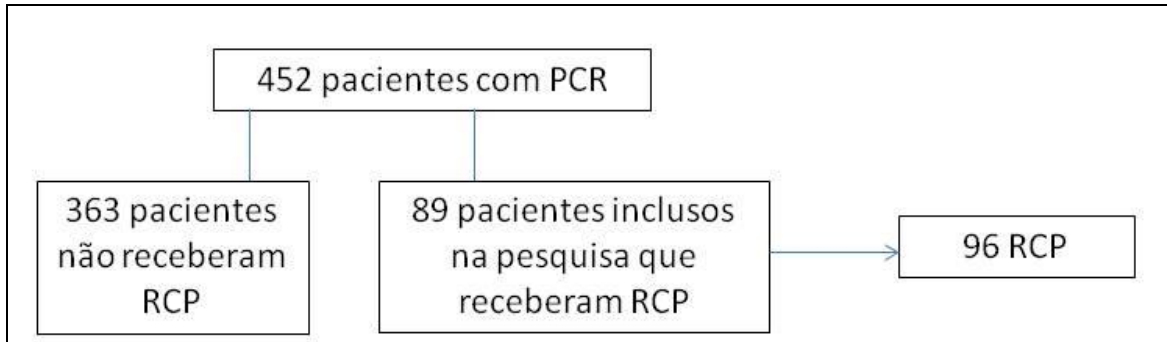 452 pacientes com PCR
363 pacientes
não receberam
RCP
89 pacientes inclusos
na pesquisa que
receberam RCP
96 RCP